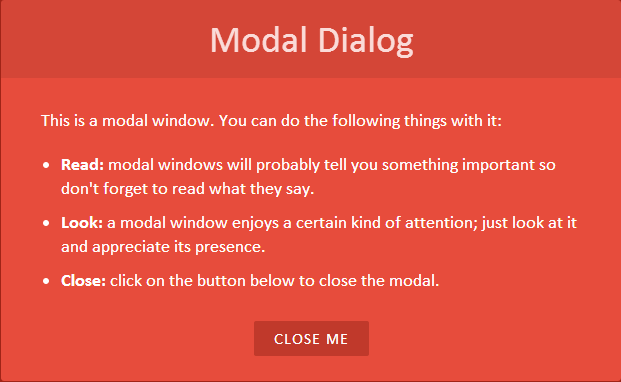 Modal Dialog
This is a modal window. You can do the following things with it:
• Read: modal windows will probably tell you something important so
don't forget to read what they say.
• Look: a modal window enjoys a certain kind of attention; just look at it
and appreciate its presence.
• Close: click on the button below to close the modal.
CLOSE ME